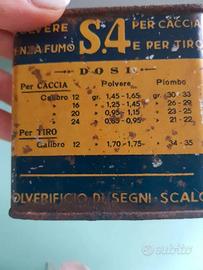 POLVERE S.4 PER CACCIA
SENZA FUMO E PER TIRO
DOSI
Per CACCIA Polvere Piombo
Calibro 12 gr. 1,45-1,65 gr. 30-33
" 16 " 1,25-1,45 " 26-29
" 20 " 0,95-1,15 " 23-25
" 24 " 0,85-0,95 " 21-22
Per TIRO
Calibro 12 " 1,70-1,75 " 34-35
POLVERIFICIO DI SEGNI-SCALO
subito